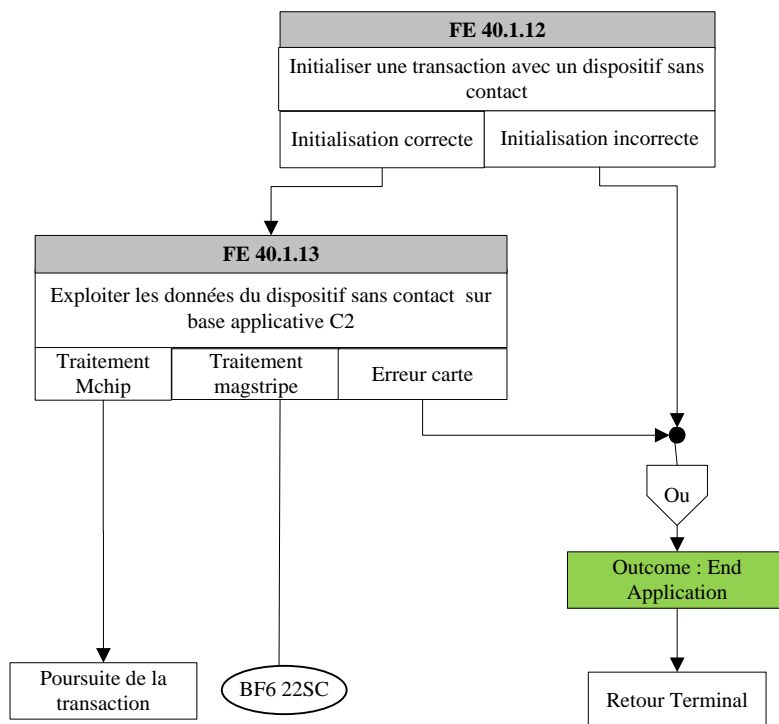 FE 40.1.12
Initialiser une transaction avec un dispositif sans
contact
Initialisation correcte
Initialisation incorrecte
FE 40.1.13
Exploiter les données du dispositif sans contact sur
base applicative C2
Traitement
Mchip
Traitement
magstripe
Erreur carte
Ou
Outcome : End
Application
Poursuite de la
transaction
BF6 22SC
Retour Terminal